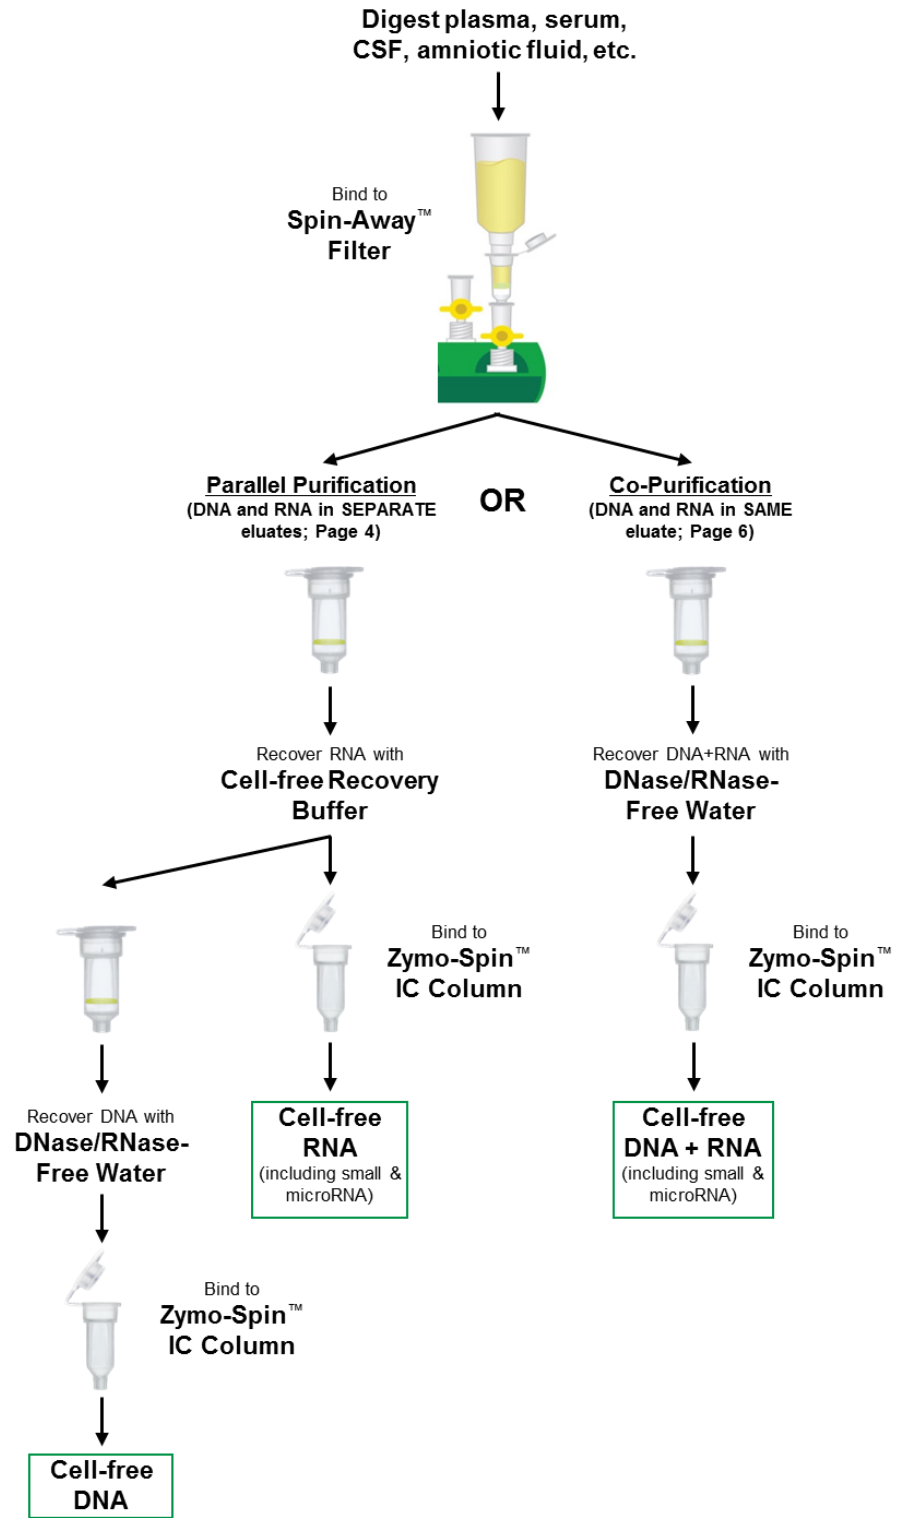 Digest plasma, serum,
CSF, amniotic fluid, etc.
Bind to
Spin-Away™
Filter
Parallel Purification
(DNA and RNA in SEPARATE
eluates; Page 4)
OR
Co-Purification
(DNA and RNA in SAME
eluate; Page 6)
Recover RNA with
Cell-free Recovery
Buffer
Recover DNA+RNA with
DNase/RNase-
Free Water
Bind to
Zymo-Spin™
IC Column
Bind to
Zymo-Spin™
IC Column
Recover DNA with
DNase/RNase-
Free Water
Cell-free
RNA
(including small &
microRNA)
Cell-free
DNA + RNA
(including small &
microRNA)
Bind to
Zymo-Spin™
IC Column
Cell-free
DNA